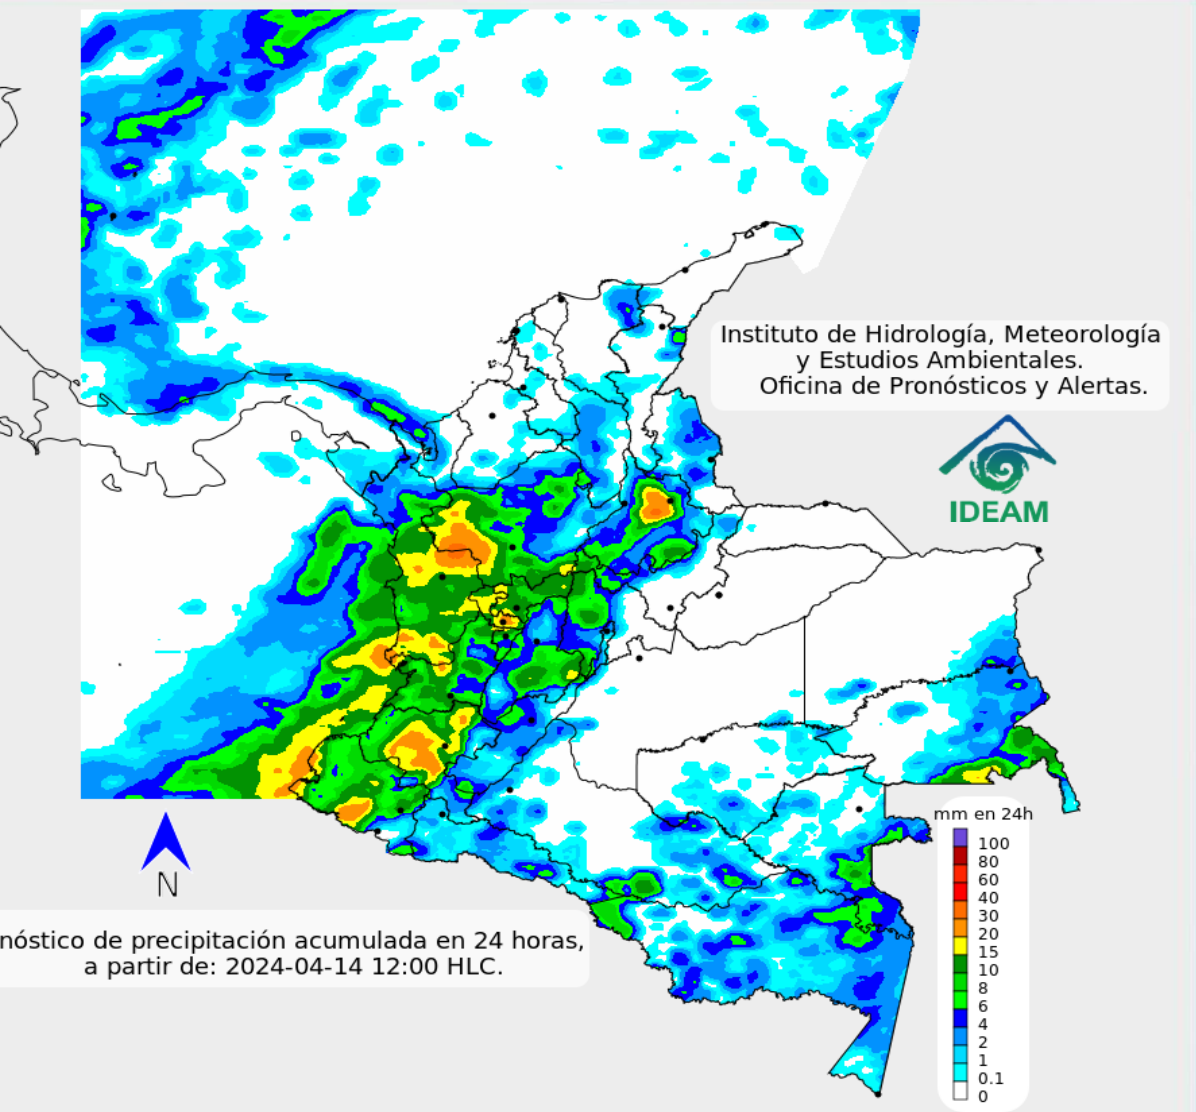 Instituto de Hidrología, Meteorología
y Estudios Ambientales.
Oficina de Pronósticos y Alertas.
IDEAM
N
nóstico de precipitación acumulada en 24 horas,
a partir de: 2024-04-14 12:00 HLC.
mm en 24h
100
80
60
40
30
20
15
10
8
6
4
2
1
0.1
0